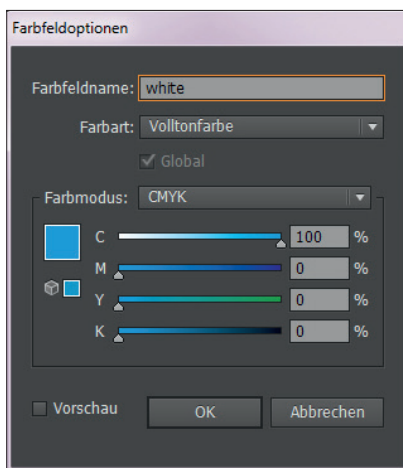 Farbfeldoptionen
Farbfeldname: white
Farbart: Volltonfarbe
Global
Farbmodus: CMYK
C 100 %
M 0 %
Y 0 %
K 0 %
Vorschau OK Abbrechen